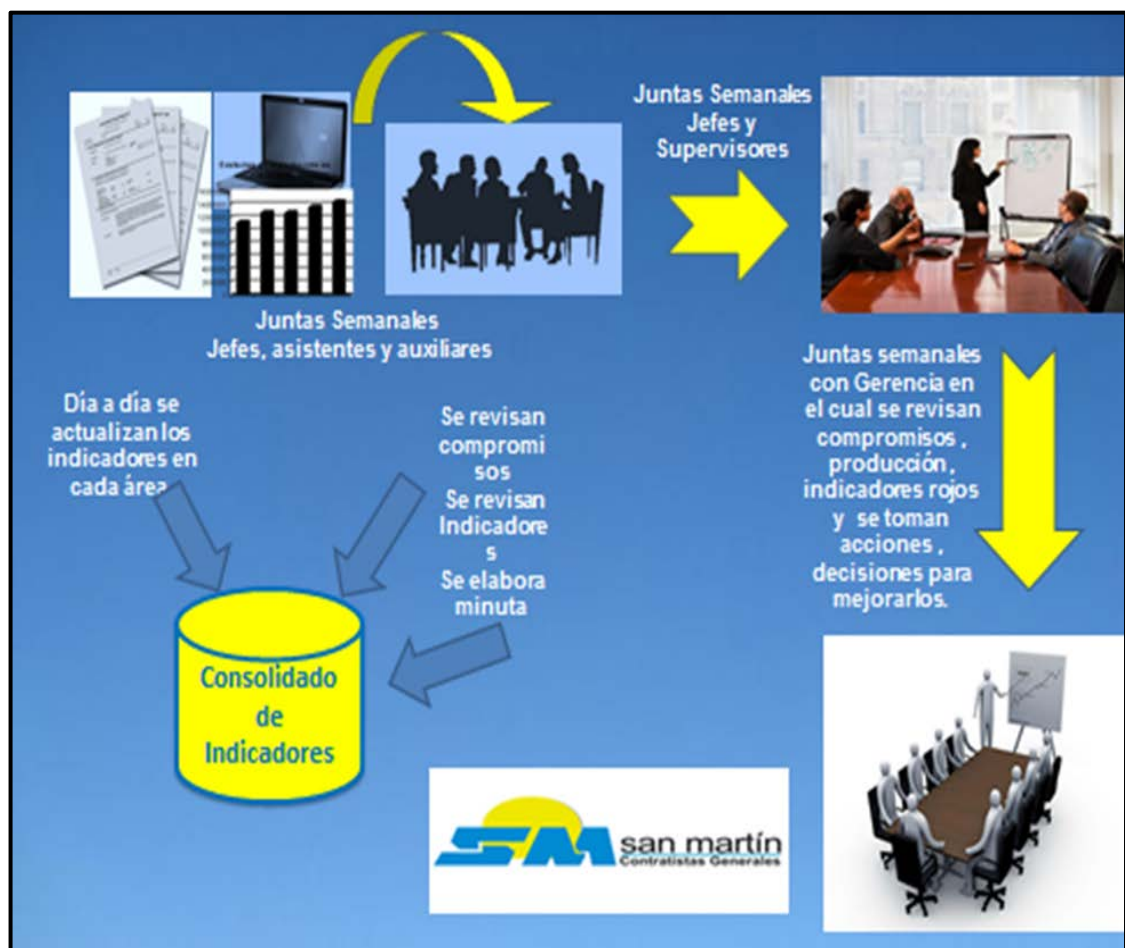 Juntas Semanales
Jefes, asistentes y auxiliares
Juntas Semanales
Jefes y
Supervisores
Día a día se
actualizan los
indicadores en
cada área
Se revisan
compromi
sos
Se revisan
Indicadore
s
Se elabora
minuta
Juntas semanales
con Gerencia en
el cual se revisan
compromisos ,
producción ,
indicadores rojos
y se toman
acciones ,
decisiones para
mejorarlos.
Consolidado
de
Indicadores
SM
san martín
Contratistas Generales